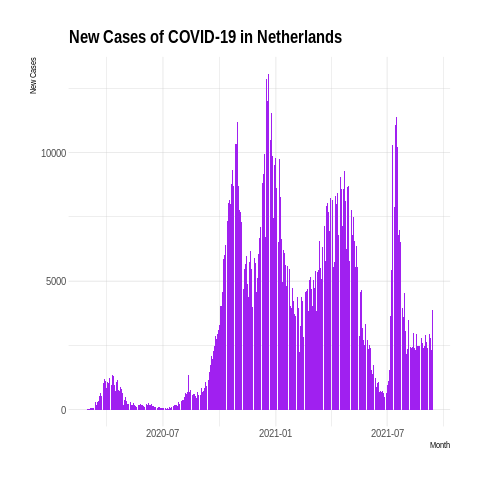 New Cases of COVID-19 in Netherlands
New Cases
10000
5000
0
2020-07
2021-01
2021-07
Month